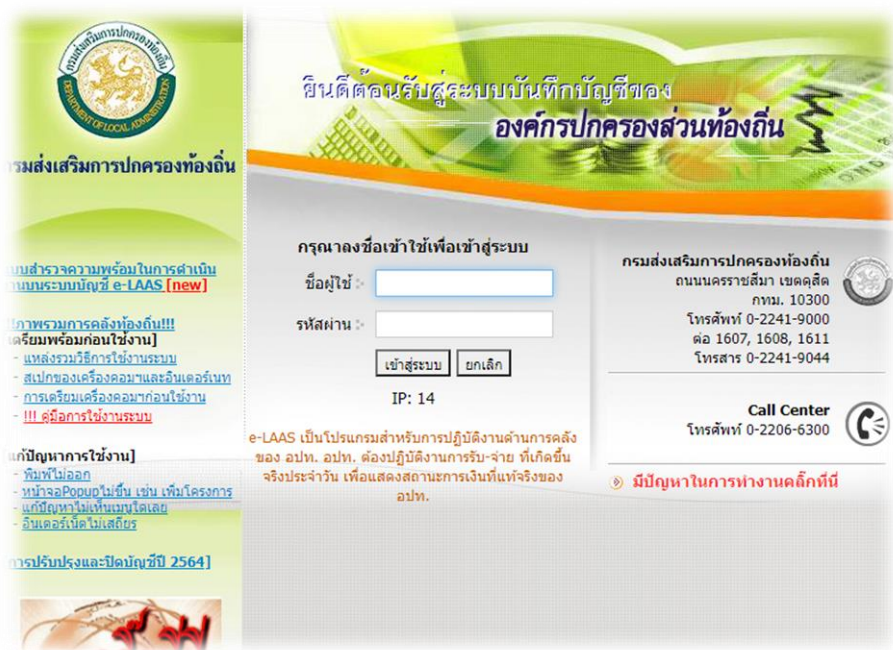 กรมส่งเสริมการปกครองท้องถิ่น
DEPARTMENT OF LOCAL ADMINISTRATION
รมส่งเสริมการปกครองท้องถิ่น
บบสำรวจความพร้อมในการดำเนิน
านบนระบบบัญชี e-LAAS [new]
!!ภาพรวมการคลังท้องถิ่น!!!
เตรียมพร้อมก่อนใช้งาน]
- แหล่งรวมวิธีการใช้งานระบบ
- สเปกของเครื่องคอมฯและอินเตอร์เนท
- การเตรียมเครื่องคอมฯก่อนใช้งาน
- !!! คู่มือการใช้งานระบบ
แก้ปัญหาการใช้งาน]
- พิมพ์ไม่ออก
- หน้าจอPopupไม่ขึ้น เช่น เพิ่มโครงการ
- แก้ปัญหาไม่เห็นเมนูใดเลย
- อินเตอร์เน็ตไม่เสถียร
การปรับปรุงและปิดบัญชีปี 2564]
ยินดีต้อนรับสู่ระบบบันทึกบัญชีของ
องค์กรปกครองส่วนท้องถิ่น
กรุณาลงชื่อเข้าใช้เพื่อเข้าสู่ระบบ
ชื่อผู้ใช้
รหัสผ่าน
เข้าสู่ระบบ ยกเลิก
IP: 14
e-LAAS เป็นโปรแกรมสำหรับการปฏิบัติงานด้านการคลัง
ของ อปท. อปท. ต้องปฏิบัติงานการรับ-จ่าย ที่เกิดขึ้น
จริงประจำวัน เพื่อแสดงสถานะการเงินที่แท้จริงของ
อปท.
กรมส่งเสริมการปกครองท้องถิ่น
ถนนนครราชสีมา เขตดุสิต
กทม. 10300
โทรศัพท์ 0-2241-9000
ต่อ 1607, 1608, 1611
โทรสาร 0-2241-9044
Call Center
โทรศัพท์ 0-2206-6300
มีปัญหาในการทำงานคลิ๊กที่นี่